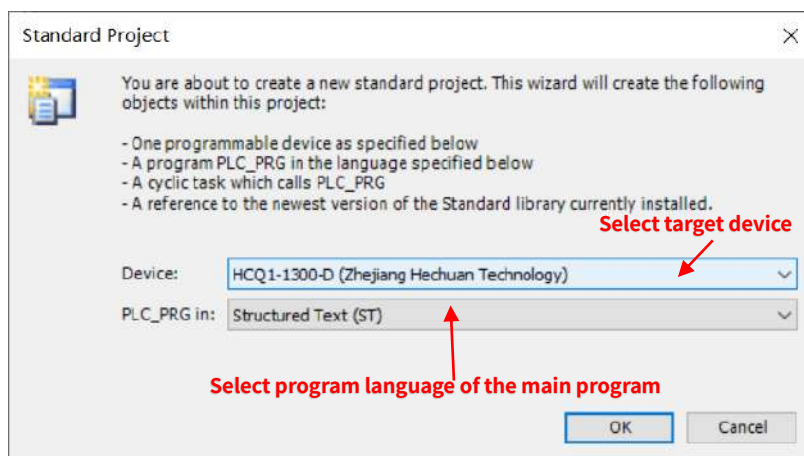 Standard Project
You are about to create a new standard project. This wizard will create the following
objects within this project:
- One programmable device as specified below
- A program PLC_PRG in the language specified below
- A cyclic task which calls PLC_PRG
- A reference to the newest version of the Standard library currently installed.
Select target device
Device: HCQ1-1300-D (Zhejiang Hechuan Technology)
PLC_PRG in: Structured Text (ST)
Select program language of the main program
OK Cancel